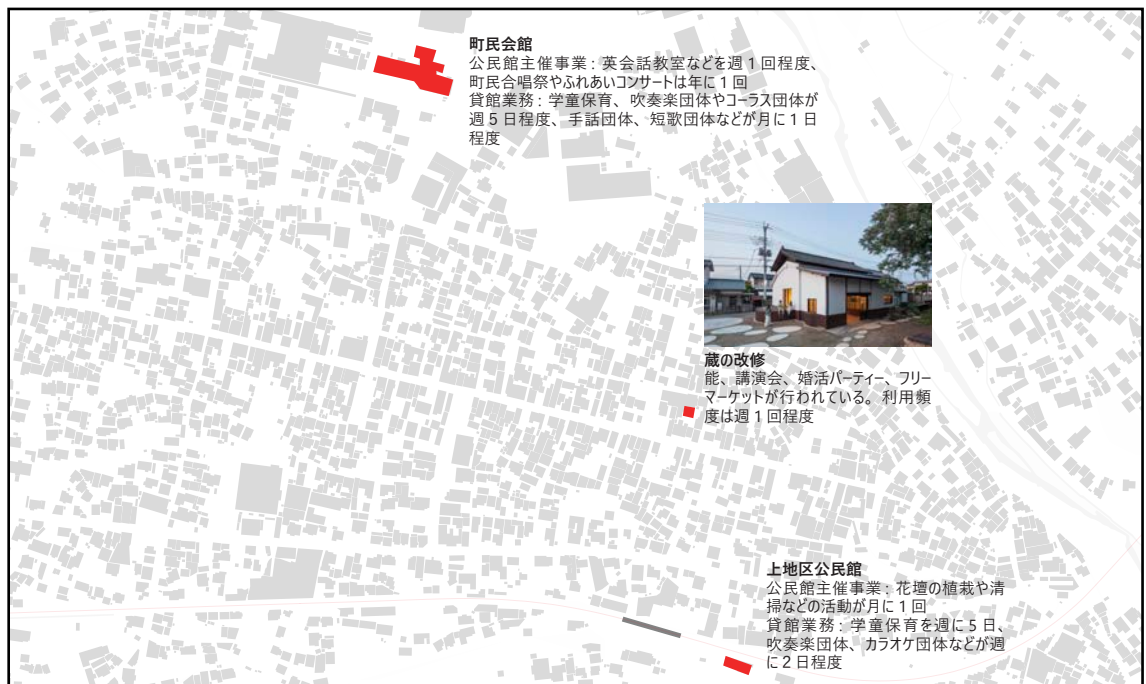 町民会館
公民館主催事業：英会話教室などを週１回程度、
町民合唱祭やふれあいコンサートは年に１回
貸館業務：学童保育、吹奏楽団体やコーラス団体が
週５日程度、手話団体、短歌団体などが月に１日
程度
蔵の改修
能、講演会、婚活パーティー、フリー
マーケットが行われている。利用頻
度は週１回程度
上地区公民館
公民館主催事業：花壇の植栽や清
掃などの活動が月に１回
貸館業務：学童保育を週に５日、
吹奏楽団体、カラオケ団体などが週
に２日程度